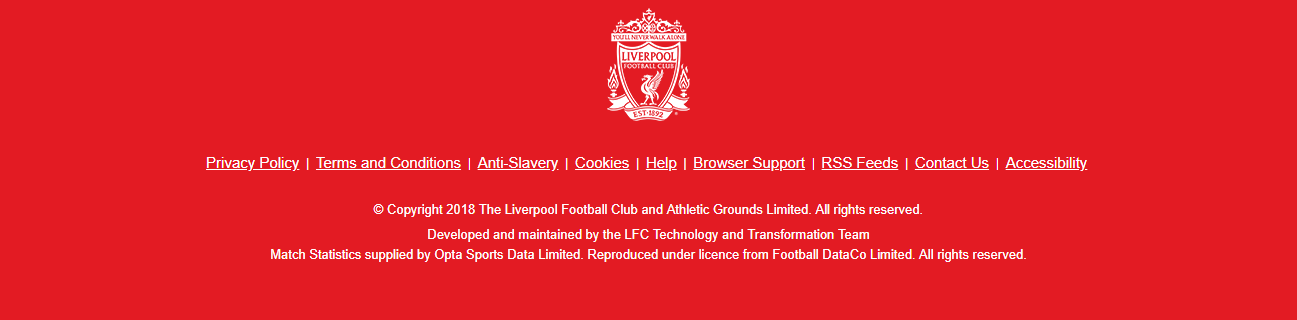 YOU'LL NEVER WALK ALONE
LIVERPOOL
FOOTBALL CLUB
EST·1892
Privacy Policy | Terms and Conditions | Anti-Slavery | Cookies | Help | Browser Support | RSS Feeds | Contact Us | Accessibility
© Copyright 2018 The Liverpool Football Club and Athletic Grounds Limited. All rights reserved.
Developed and maintained by the LFC Technology and Transformation Team
Match Statistics supplied by Opta Sports Data Limited. Reproduced under licence from Football DataCo Limited. All rights reserved.